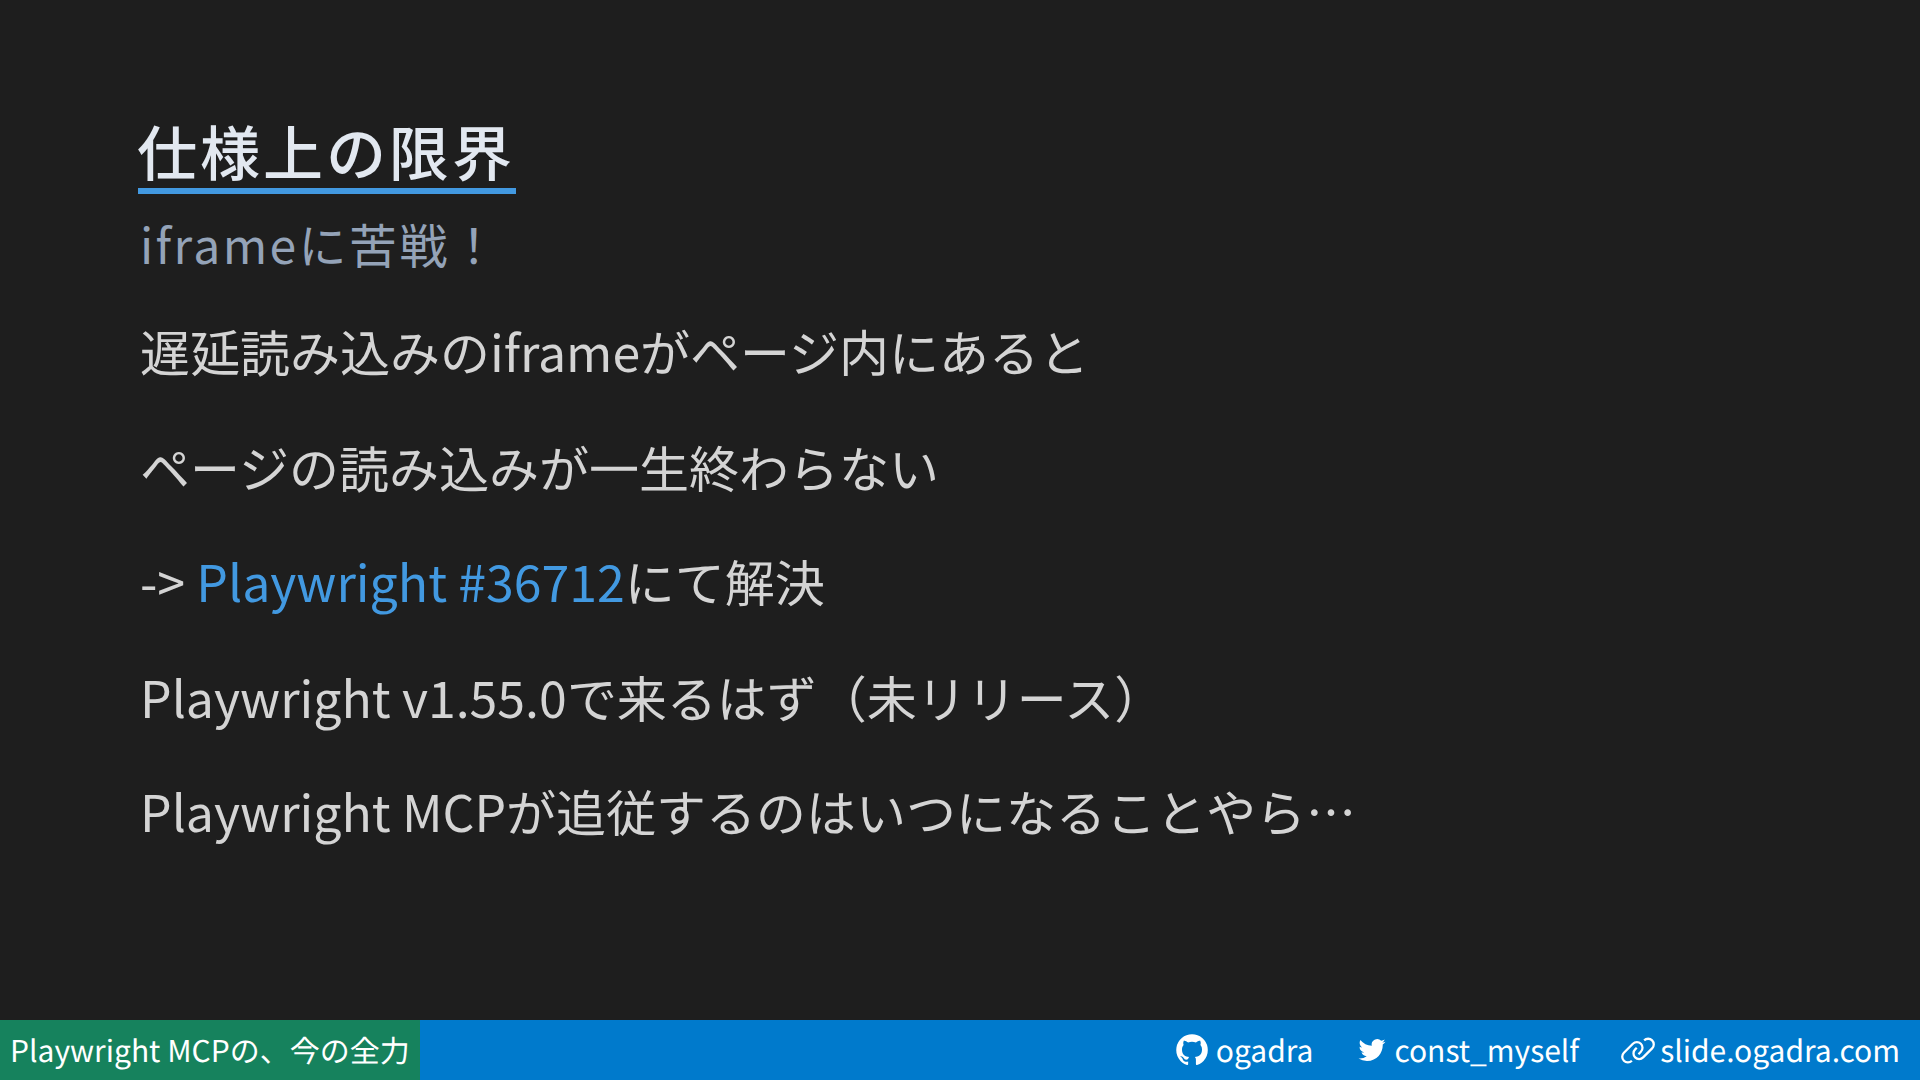 仕様上の限界
iframeに苦戦！
遅延読み込みのiframeがページ内にあると
ページの読み込みが一生終わらない
-> Playwright #36712にて解決
Playwright v1.55.0で来るはず（未リリース）
Playwright MCPが追従するのはいつになることやら…
Playwright MCPの、今の全力 ogadra const_myself slide.ogadra.com